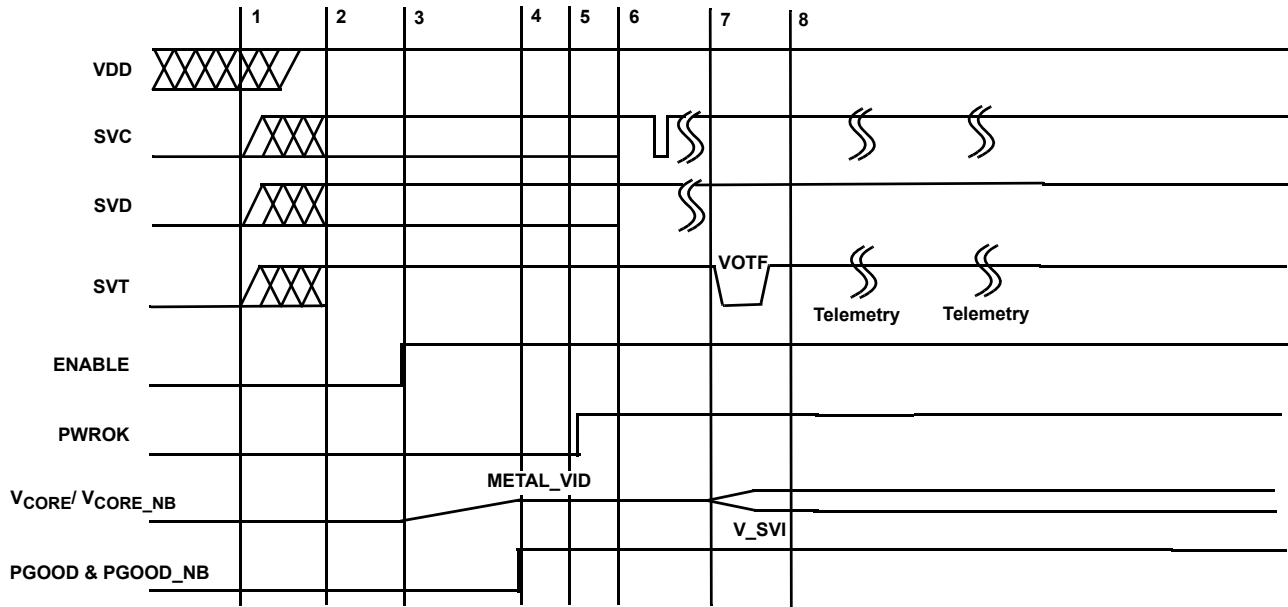 1 2 3 4 5 6 7 8
VDD
SVC
SVD
VOTF
SVT
Telemetry Telemetry
ENABLE
PWROK
METAL_VID
VCORE/ VCORE_NB
V_SVI
PGOOD & PGOOD_NB